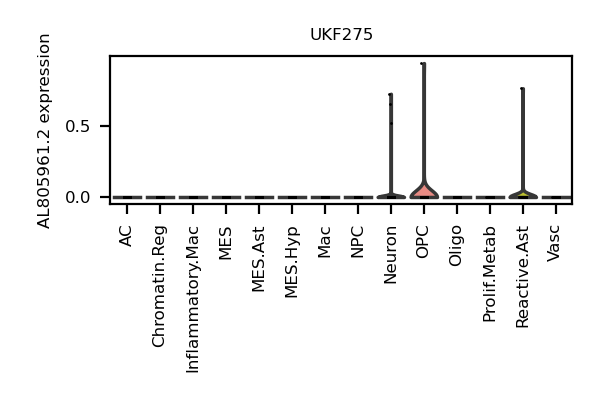 UKF275
AL805961.2 expression
0.5
0.0
AC
Chromatin.Reg
Inflammatory.Mac
MES
MES.Ast
MES.Hyp
Mac
NPC
Neuron
OPC
Oligo
Prolif.Metab
Reactive.Ast
Vasc